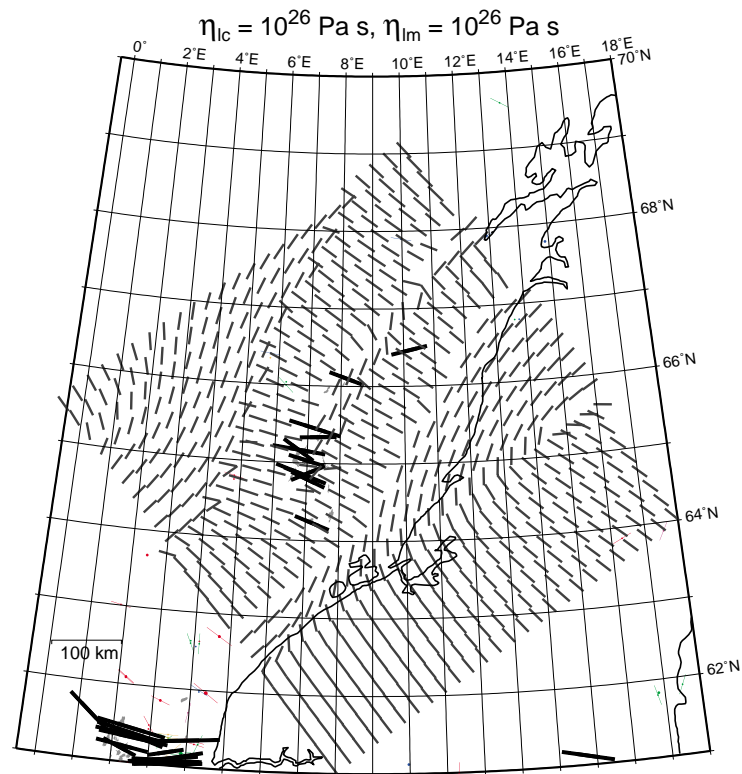 η_lc = 10^26 Pa s, η_lm = 10^26 Pa s
0˚ 2˚E 4˚E 6˚E 8˚E 10˚E 12˚E 14˚E 16˚E 18˚E
70˚N
68˚N
66˚N
64˚N
100 km
62˚N